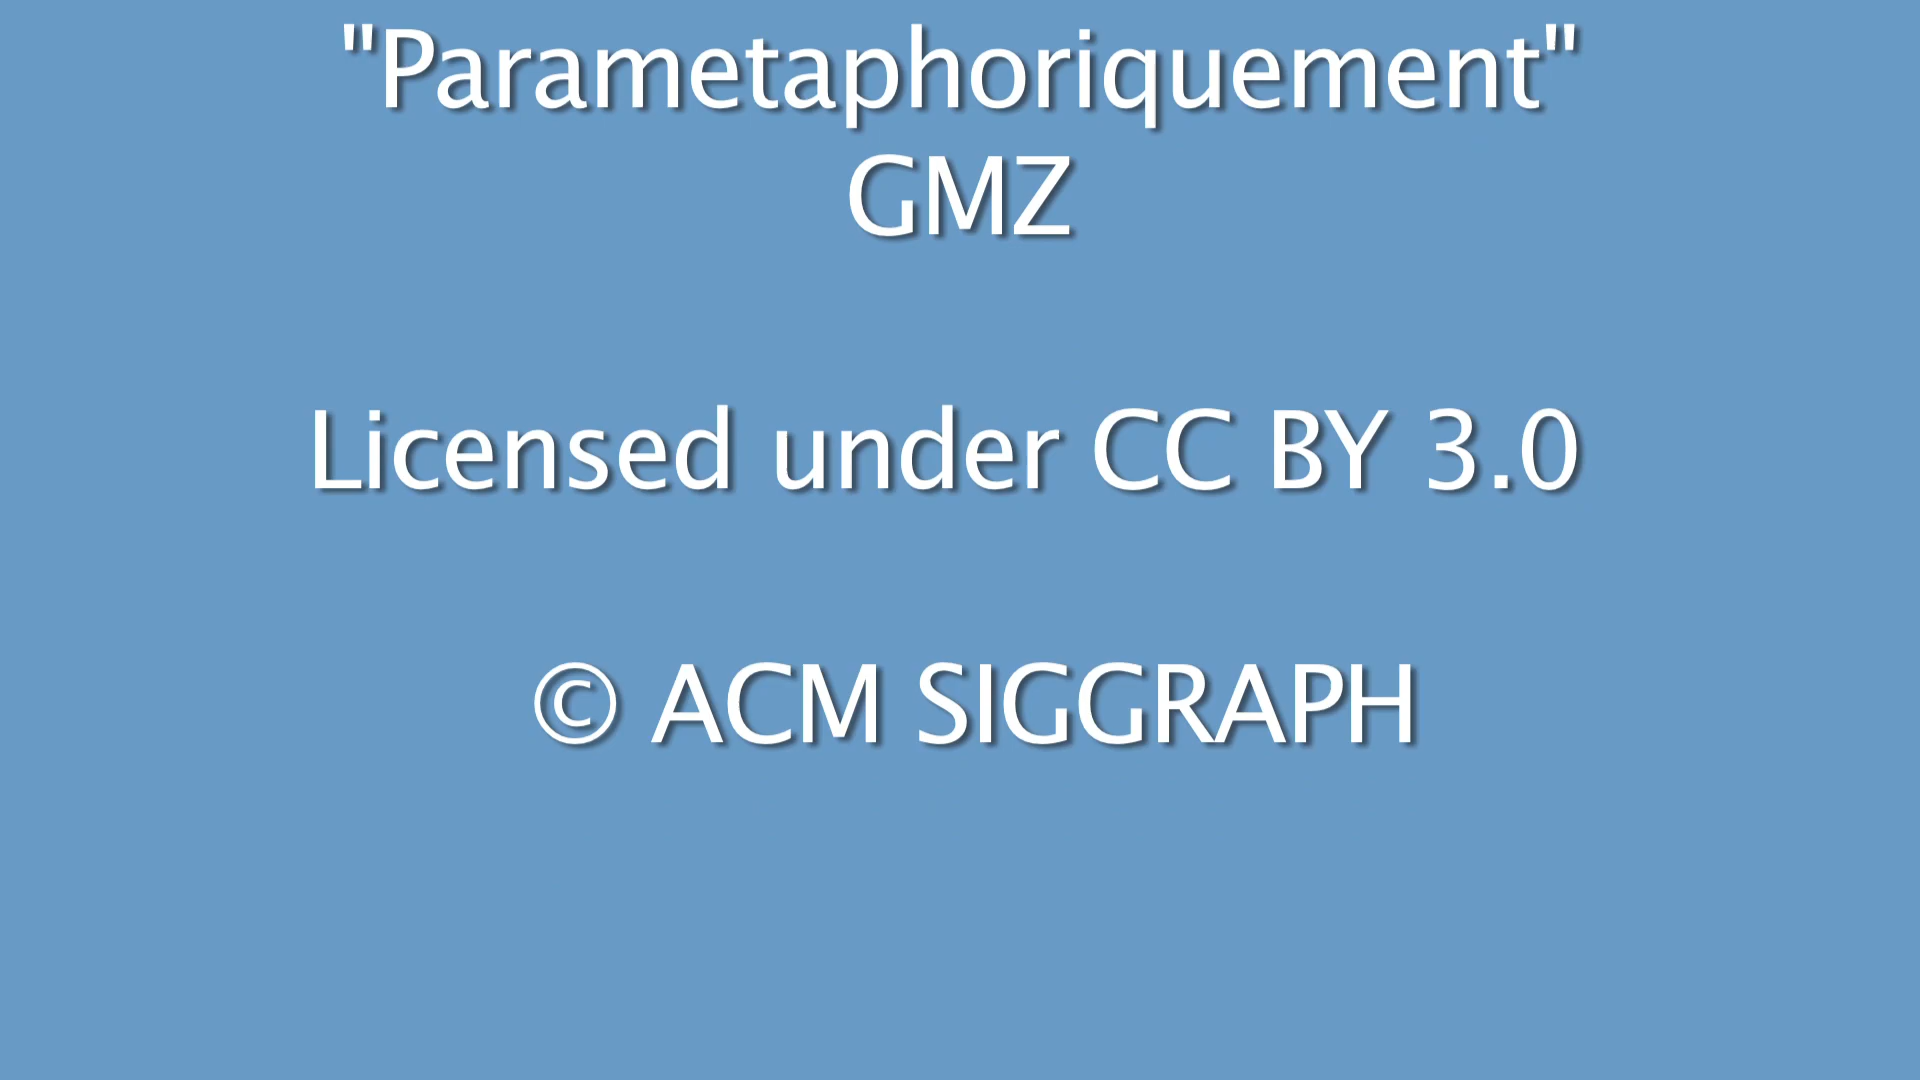 "Parametaphoriquement"
GMZ
Licensed under CC BY 3.0
© ACM SIGGRAPH